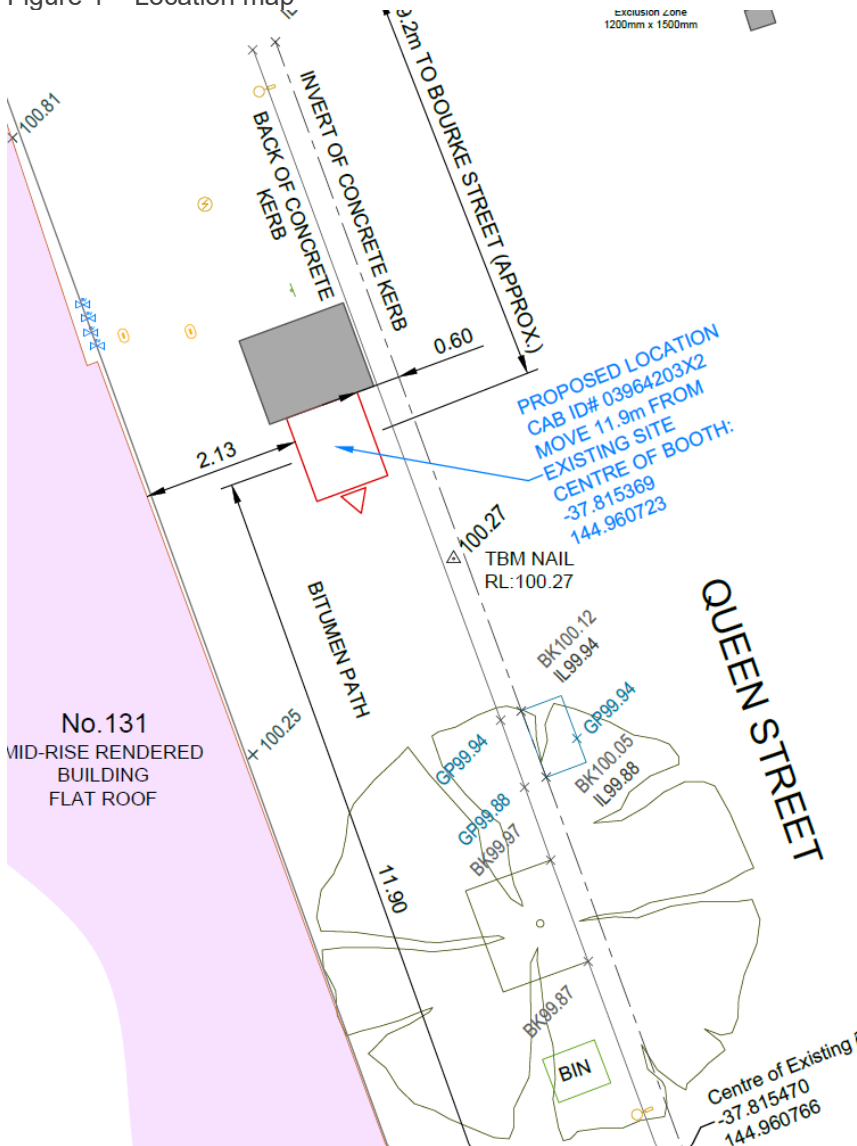 Figure 1 – Location map
Exclusion Zone
1200mm x 1500mm
9.2m TO BOURKE STREET (APPROX.)
100.81
INVERT OF CONCRETE KERB
BACK OF CONCRETE
KERB
0.60
PROPOSED LOCATION
CAB ID# 03964203X2
MOVE 11.9m FROM
EXISTING SITE
CENTRE OF BOOTH:
-37.815369
144.960723
2.13
100.27
TBM NAIL
RL:100.27
BITUMEN PATH
QUEEN STREET
BK100.12
IL99.94
GP99.94
GP99.94
BK100.05
IL99.88
GP99.88
BK99.97
No.131
MID-RISE RENDERED
BUILDING
FLAT ROOF
100.25
11.90
BK99.87
BIN
Centre of Existing
-37.815470
144.960766